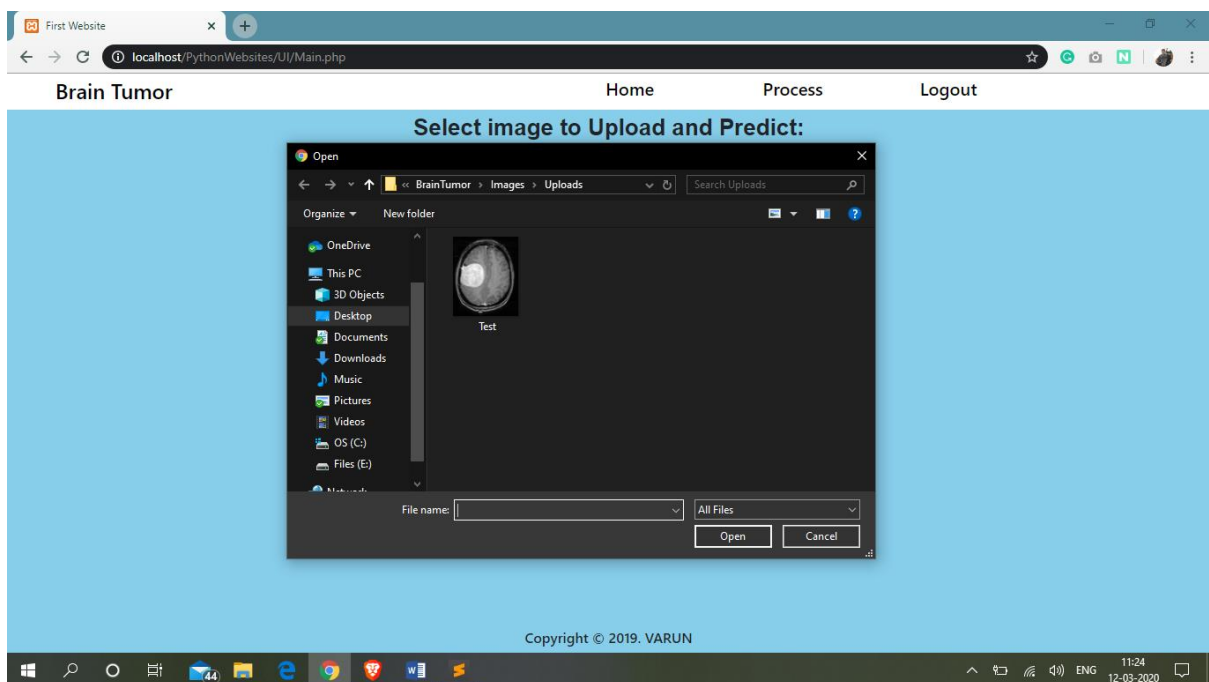 First Website
localhost/PythonWebsites/UI/Main.php
Brain Tumor Home Process Logout
Select image to Upload and Predict:
Open
« BrainTumor › Images › Uploads Search Uploads
Organize New folder
OneDrive
This PC
3D Objects
Desktop
Documents
Downloads
Music
Pictures
Videos
OS (C:)
Files (E:)
Test
File name: All Files
Open Cancel
Copyright © 2019. VARUN
44 ENG 11:24
12-03-2020